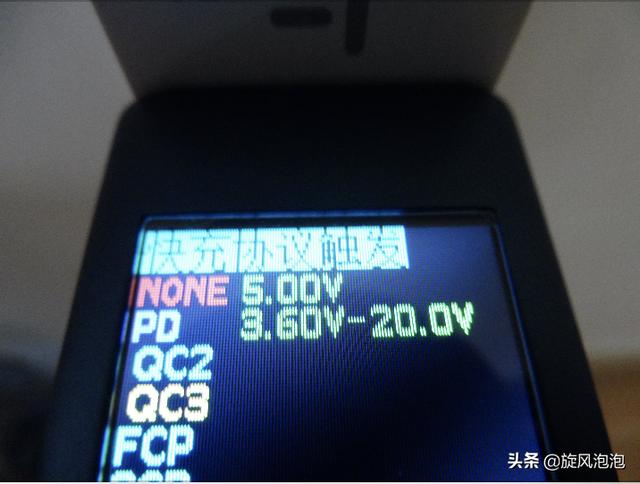 快充协议触发
NONE 5.00V
PD 3.60V-20.0V
QC2
QC3
FCP
头条 @旋风泡泡